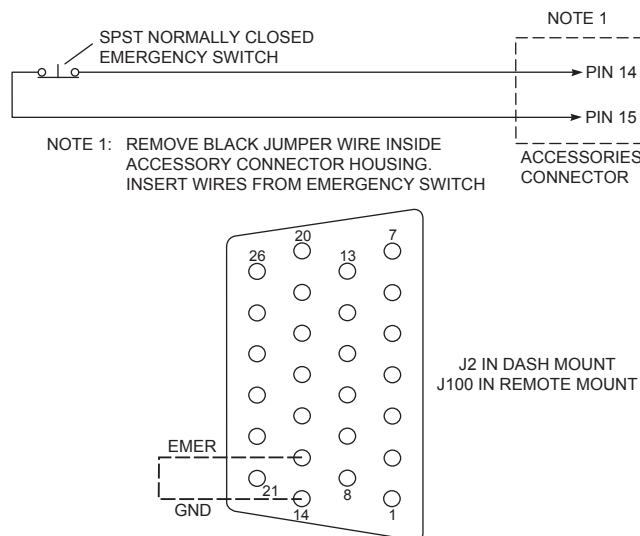 NOTE 1
SPST NORMALLY CLOSED
EMERGENCY SWITCH
PIN 14
PIN 15
NOTE 1: REMOVE BLACK JUMPER WIRE INSIDE
ACCESSORY CONNECTOR HOUSING.
INSERT WIRES FROM EMERGENCY SWITCH
ACCESSORIES
CONNECTOR
20
7
26
13
J2 IN DASH MOUNT
J100 IN REMOTE MOUNT
EMER
21
8
GND
14
1